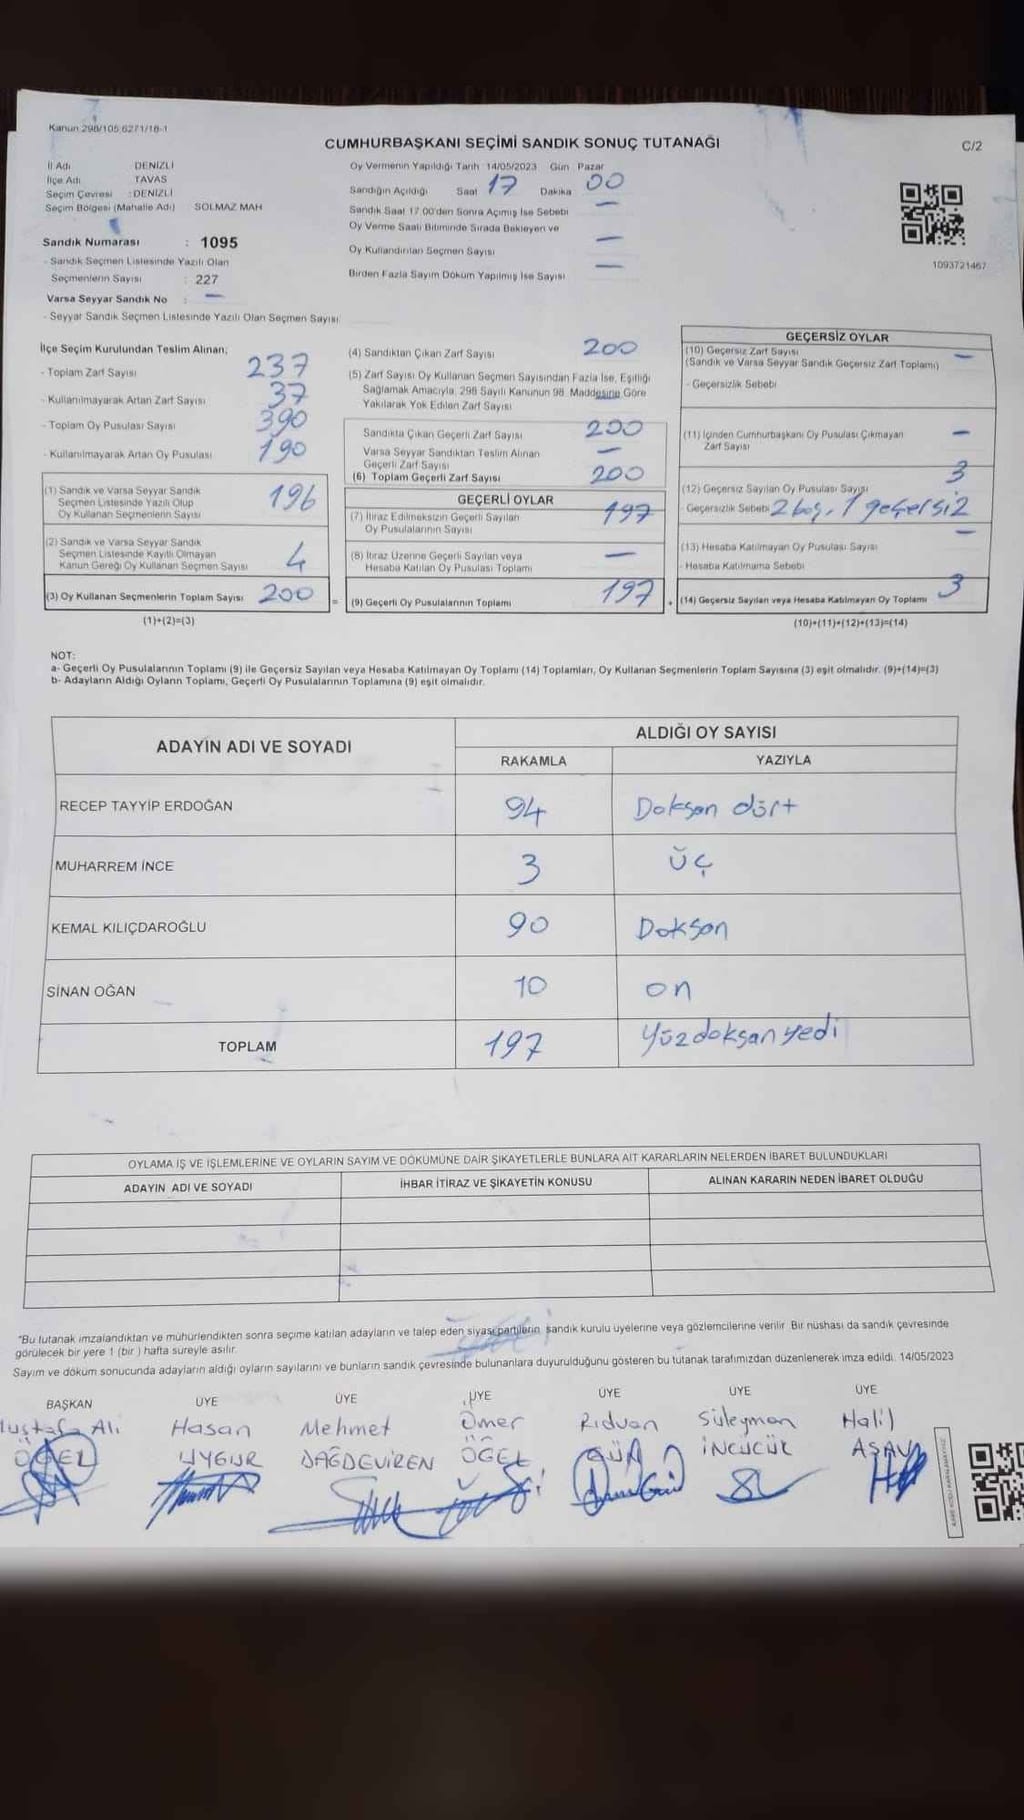 Kanun 298/105,6271/18-1
CUMHURBAŞKANI SEÇİMİ SANDIK SONUÇ TUTANAĞI
C/2
İl Adı DENİZLİ
İlçe Adı TAVAS
Seçim Çevresi : DENİZLİ
Seçim Bölgesi (Mahalle Adı) SOLMAZ MAH
Sandık Numarası : 1095
- Sandık Seçmen Listesinde Yazılı Olan
Seçmenlerin Sayısı : 227
Varsa Seyyar Sandık No : —
- Seyyar Sandık Seçmen Listesinde Yazılı Olan Seçmen Sayısı
Oy Vermenin Yapıldığı Tarih 14/05/2023 Gün Pazar
Sandığın Açıldığı Saat 17 Dakika 00
Sandık Saat 17.00'den Sonra Açımış İse Sebebi —
Oy Verme Saati Bitiminde Sırada Bekleyen ve
Oy Kullandırılan Seçmen Sayısı —
Birden Fazla Sayım Döküm Yapılmış İse Sayısı —
1093721467
İlçe Seçim Kurulundan Teslim Alınan;
- Toplam Zarf Sayısı 237
- Kullanılmayarak Artan Zarf Sayısı 37
- Toplam Oy Pusulası Sayısı 390
- Kullanılmayarak Artan Oy Pusulası 190
(1) Sandık ve Varsa Seyyar Sandık
Seçmen Listesinde Yazılı Olup
Oy Kullanan Seçmenlerin Sayısı 196
(2) Sandık ve Varsa Seyyar Sandık
Seçmen Listesinde Kayıtlı Olmayan
Kanun Gereği Oy Kullanan Seçmen Sayısı 4
(3) Oy Kullanan Seçmenlerin Toplam Sayısı 200
(1)+(2)=(3)
(4) Sandıktan Çıkan Zarf Sayısı 200
(5) Zarf Sayısı Oy Kullanan Seçmen Sayısından Fazla İse, Eşitliği
Sağlamak Amacıyla, 298 Sayılı Kanunun 98. Maddesine Göre
Yakılarak Yok Edilen Zarf Sayısı
Sandıkta Çıkan Geçerli Zarf Sayısı 200
Varsa Seyyar Sandıktan Teslim Alınan
Geçerli Zarf Sayısı —
(6) Toplam Geçerli Zarf Sayısı 200
GEÇERLİ OYLAR
(7) İtiraz Edilmeksizin Geçerli Sayılan
Oy Pusulalarının Sayısı 197
(8) İtiraz Üzerine Geçerli Sayılan veya
Hesaba Katılan Oy Pusulası Toplamı —
= (9) Geçerli Oy Pusulalarının Toplamı 197
GEÇERSİZ OYLAR
(10) Geçersiz Zarf Sayısı —
(Sandık ve Varsa Seyyar Sandık Geçersiz Zarf Toplamı)
- Geçersizlik Sebebi
(11) İçinden Cumhurbaşkanı Oy Pusulası Çıkmayan
Zarf Sayısı —
(12) Geçersiz Sayılan Oy Pusulası Sayısı 3
- Geçersizlik Sebebi 2 boş, 1 geçersiz
(13) Hesaba Katılmayan Oy Pusulası Sayısı —
- Hesaba Katılmama Sebebi
+ (14) Geçersiz Sayılan veya Hesaba Katılmayan Oy Toplamı 3
(10)+(11)+(12)+(13)=(14)
NOT:
a- Geçerli Oy Pusulalarının Toplamı (9) ile Geçersiz Sayılan veya Hesaba Katılmayan Oy Toplamı (14) Toplamları, Oy Kullanan Seçmenlerin Toplam Sayısına (3) eşit olmalıdır. (9)+(14)=(3)
b- Adayların Aldığı Oyların Toplamı, Geçerli Oy Pusulalarının Toplamına (9) eşit olmalıdır.
ADAYIN ADI VE SOYADI
ALDIĞI OY SAYISI
RAKAMLA YAZIYLA
RECEP TAYYİP ERDOĞAN 94 Doksan dört
MUHARREM İNCE 3 üç
KEMAL KILIÇDAROĞLU 90 Doksan
SİNAN OĞAN 10 on
TOPLAM 197 Yüzdoksanyedi
OYLAMA İŞ VE İŞLEMLERİNE VE OYLARIN SAYIM VE DÖKÜMÜNE DAİR ŞİKAYETLERLE BUNLARA AİT KARARLARIN NELERDEN İBARET BULUNDUKLARI
ADAYIN ADI VE SOYADI İHBAR İTİRAZ VE ŞİKAYETİN KONUSU ALINAN KARARIN NEDEN İBARET OLDUĞU
"Bu tutanak imzalandıktan ve mühürlendikten sonra seçime katılan adayların ve talep eden siyasi partilerin sandık kurulu üyelerine veya gözlemcilerine verilir. Bir nüshası da sandık çevresinde
görülecek bir yere 1 (bir ) hafta süreyle asılır.
Sayım ve döküm sonucunda adayların aldığı oyların sayılarını ve bunların sandık çevresinde bulunanlara duyurulduğunu gösteren bu tutanak tarafımızdan düzenlenerek imza edildi. 14/05/2023
BAŞKAN ÜYE ÜYE ÜYE ÜYE ÜYE ÜYE
Mustafa Ali Hasan Mehmet Ömer Rıdvan Süleyman Halil
ÖGEL UYGUR DAĞDEVİREN ÖGEL GÜR İNCÜCÜK AŞAV